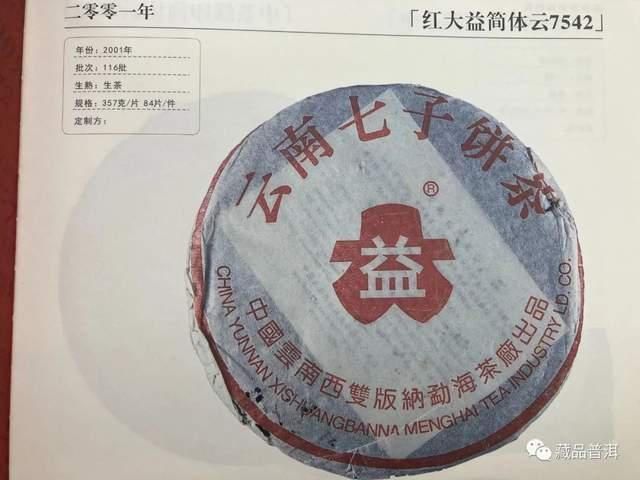 二零零一年
「红大益简体云7542」
年份：2001年
批次：116批
生熟：生茶
规格：357克/片 84片/件
定制方：
云南七子饼茶
®
益
中國雲南西雙版納勐海茶廠出品
CHINA YUNNAN XISHUANGBANNA MENGHAI TEA INDUSTRY LD. CO.
藏品普洱